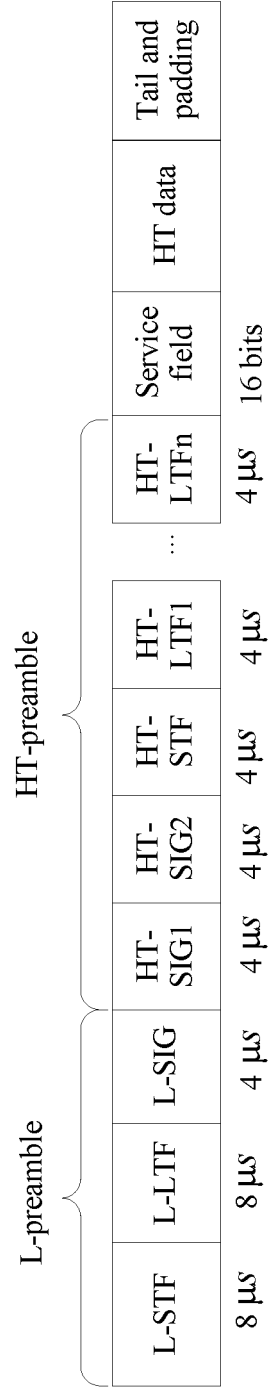 L-preamble
HT-preamble
L-STF
L-LTF
L-SIG
HT-
SIG1
HT-
SIG2
HT-
STF
HT-
LTF1
...
HT-
LTFn
Service
field
HT data
Tail and
padding
8 μs
8 μs
4 μs
4 μs
4 μs
4 μs
4 μs
4 μs
16 bits